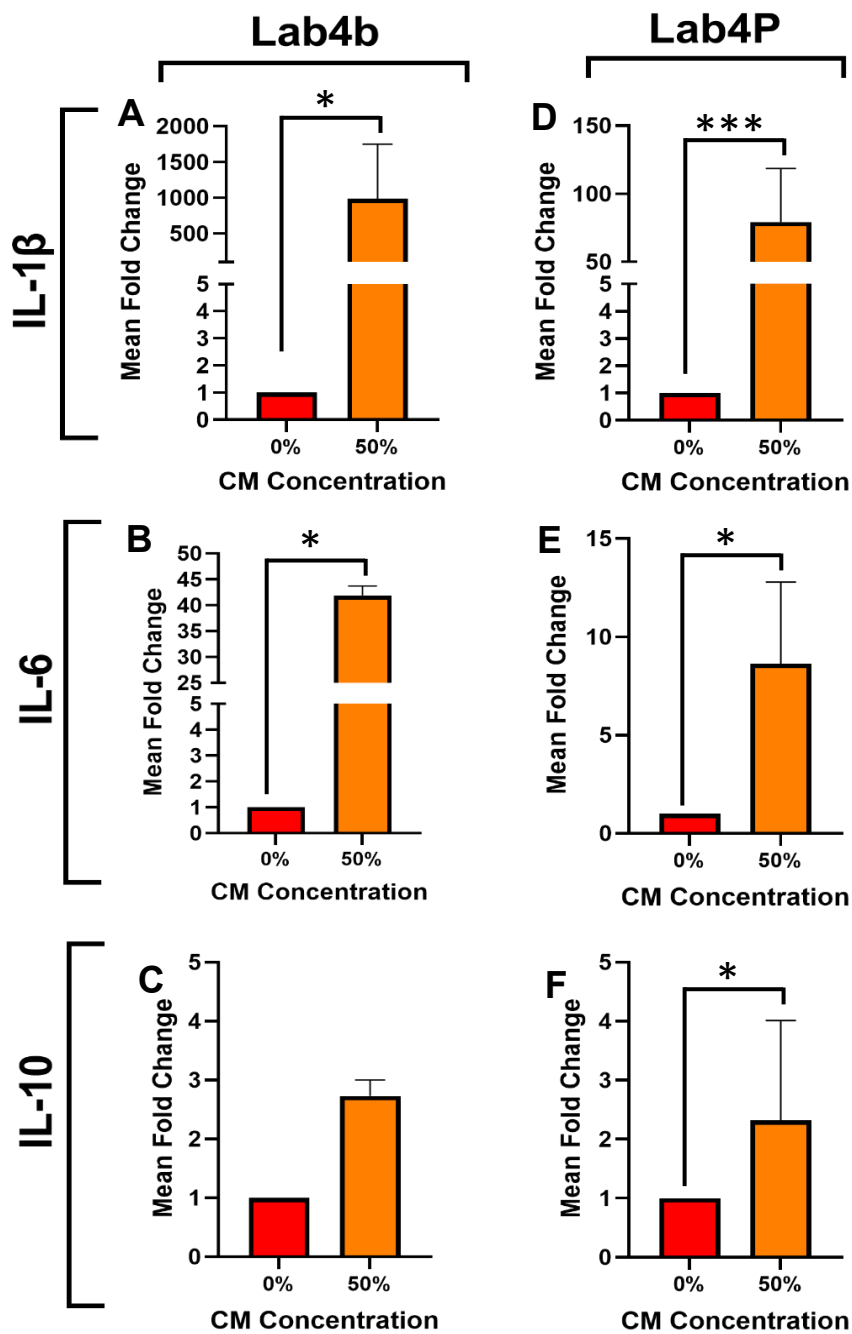 Lab4b
Lab4P
IL-1β
A
*
Mean Fold Change
2000
1500
1000
500
5
4
3
2
1
0
0% 50%
CM Concentration
D
***
Mean Fold Change
150
100
50
5
4
3
2
1
0
0% 50%
CM Concentration
IL-6
B
*
Mean Fold Change
50
45
40
35
30
25
5
4
3
2
1
0
0% 50%
CM Concentration
E
*
Mean Fold Change
15
10
5
0
0% 50%
CM Concentration
IL-10
C
Mean Fold Change
5
4
3
2
1
0
0% 50%
CM Concentration
F
*
Mean Fold Change
5
4
3
2
1
0
0% 50%
CM Concentration